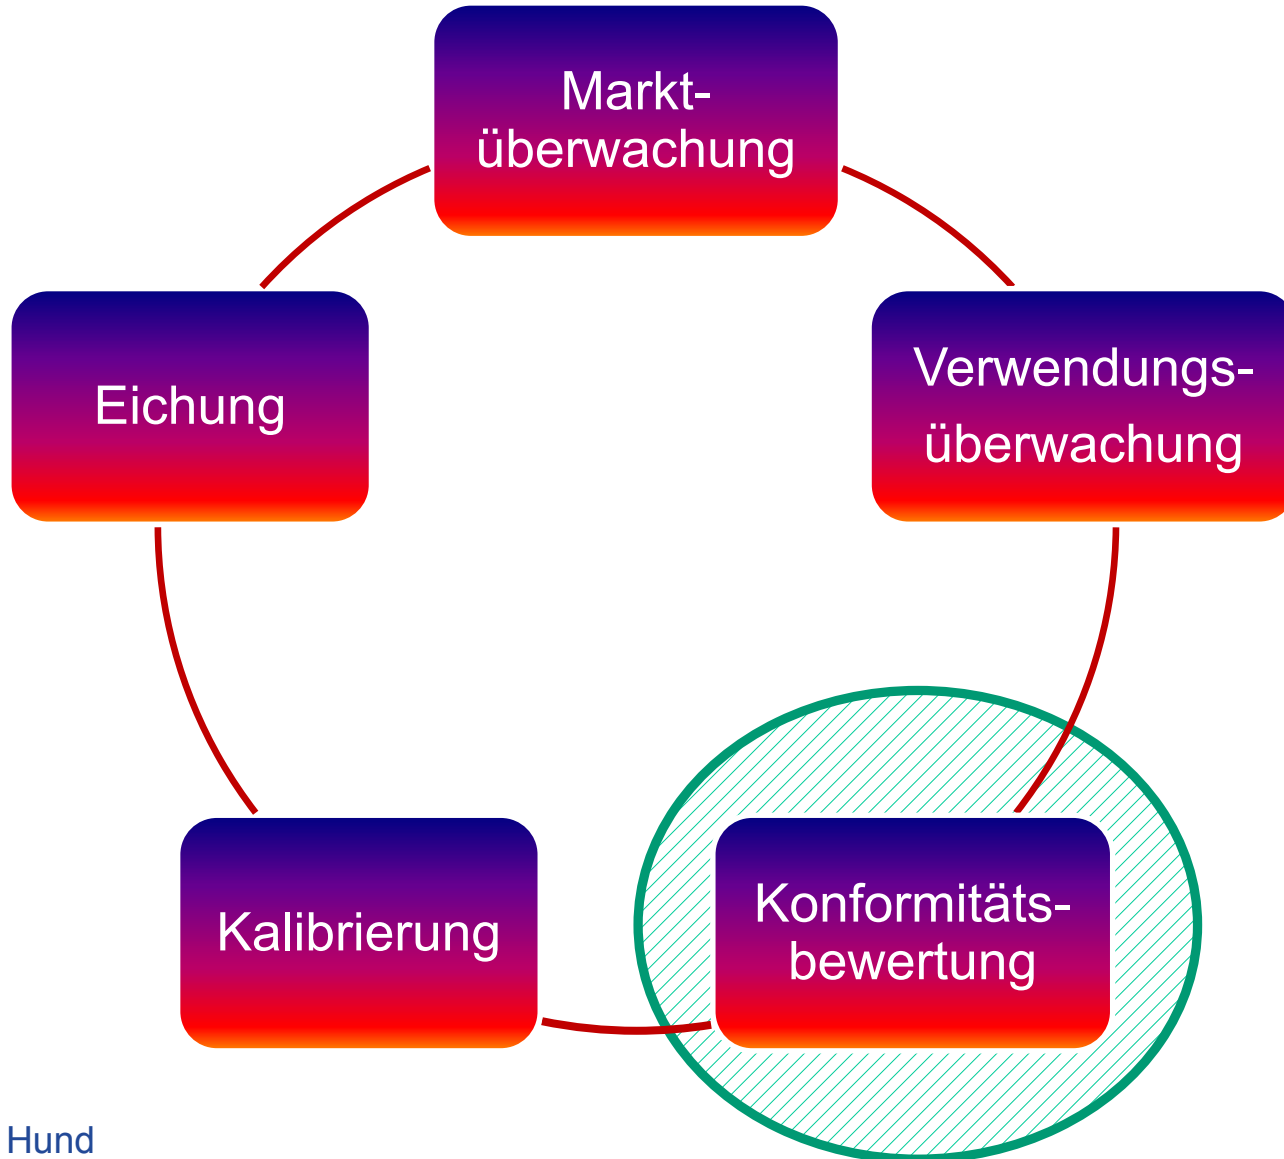 Markt-
überwachung
Eichung
Verwendungs-
überwachung
Kalibrierung
Konformitäts-
bewertung
Hund